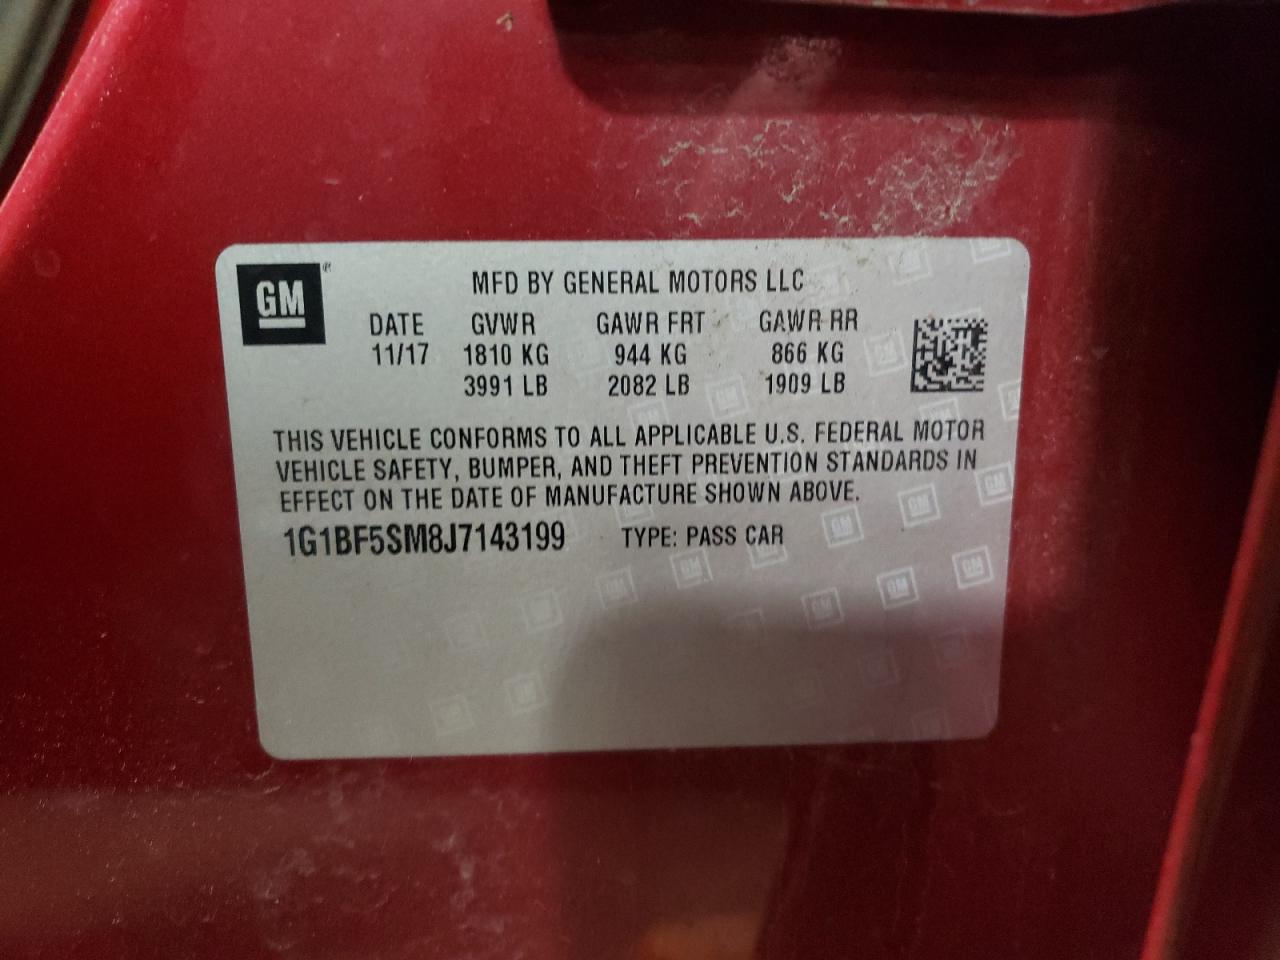 GM
MFD BY GENERAL MOTORS LLC
DATE GVWR GAWR FRT GAWR RR
11/17 1810 KG 944 KG 866 KG
3991 LB 2082 LB 1909 LB
THIS VEHICLE CONFORMS TO ALL APPLICABLE U.S. FEDERAL MOTOR
VEHICLE SAFETY, BUMPER, AND THEFT PREVENTION STANDARDS IN
EFFECT ON THE DATE OF MANUFACTURE SHOWN ABOVE.
1G1BF5SM8J7143199 TYPE: PASS CAR